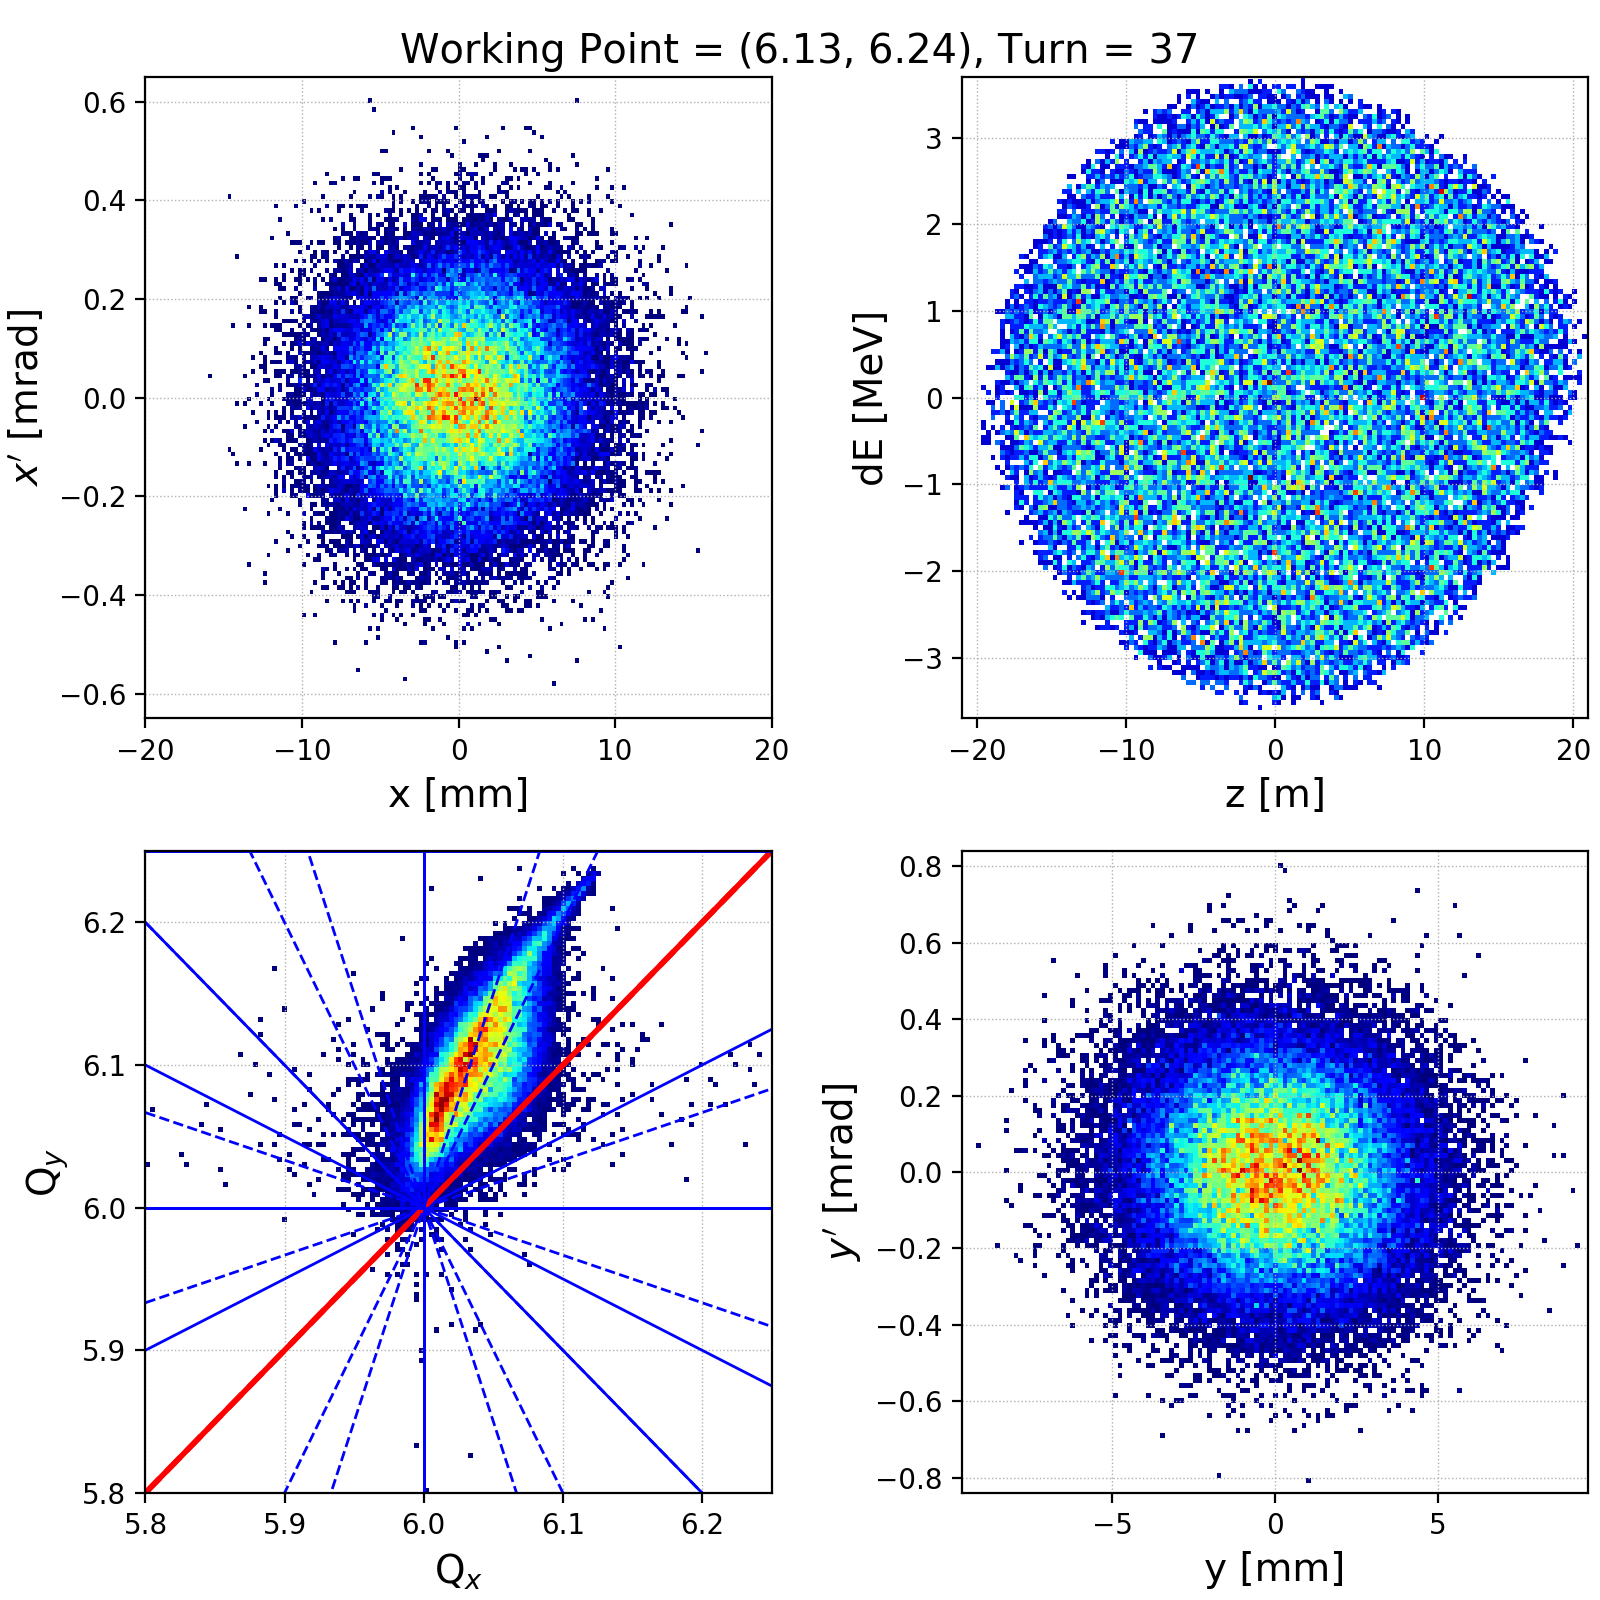 Working Point = (6.13, 6.24), Turn = 37
0.6
0.4
0.2
0.0
−0.2
−0.4
−0.6
x′ [mrad]
−20 −10 0 10 20
x [mm]
3
2
1
0
−1
−2
−3
dE [MeV]
−20 −10 0 10 20
z [m]
6.2
6.1
6.0
5.9
5.8
Qy
5.8 5.9 6.0 6.1 6.2
Qx
0.8
0.6
0.4
0.2
0.0
−0.2
−0.4
−0.6
−0.8
y′ [mrad]
−5 0 5
y [mm]